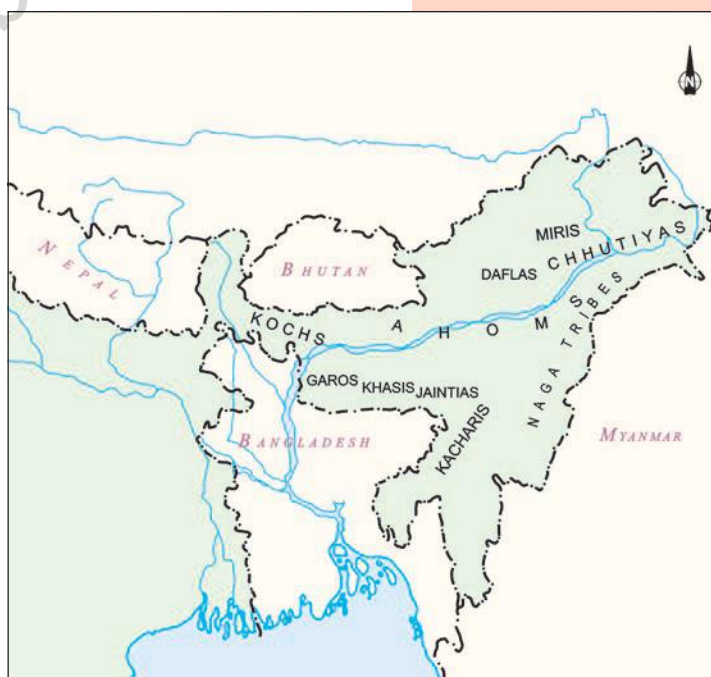 N
MIRIS
CHHUTIYAS
DAFLAS
NEPAL
BHUTAN
KOCHS
AHOMS
NAGA TRIBES
GAROS
KHASIS
JAINTIAS
KACHARIS
BANGLADESH
MYANMAR